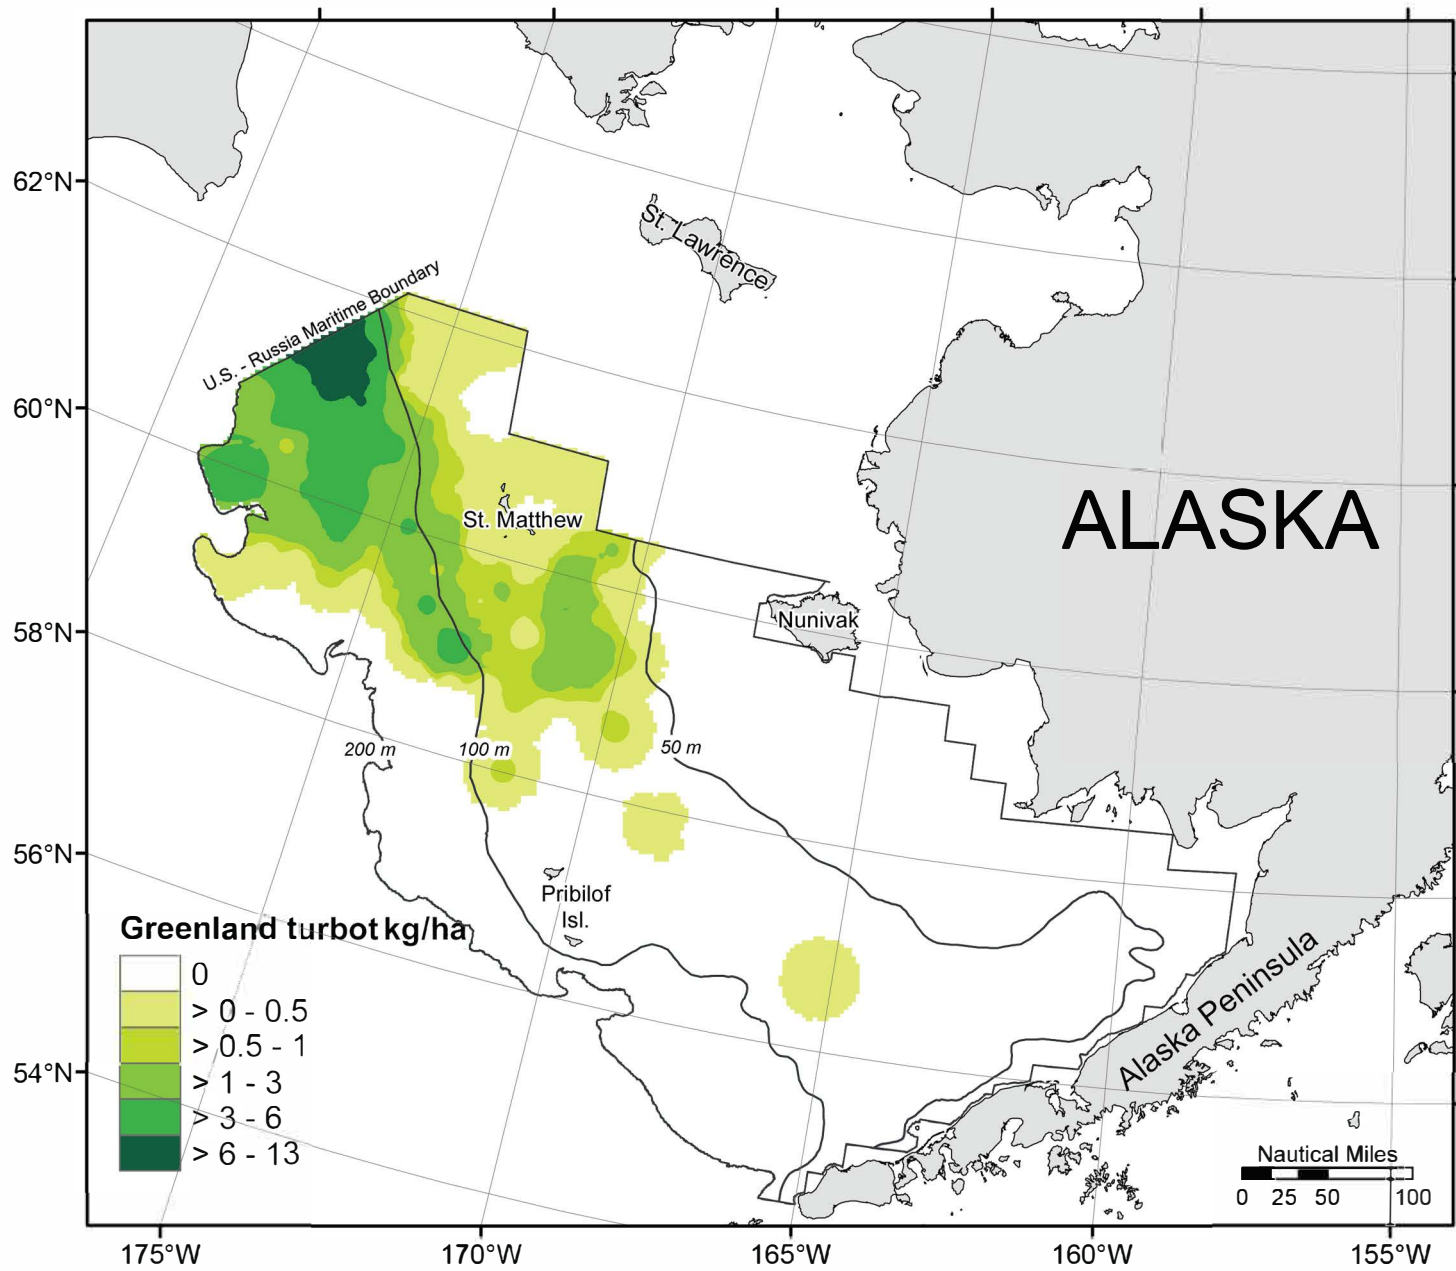 62°N
60°N
58°N
56°N
54°N
St. Lawrence
U.S. - Russia Maritime Boundary
ALASKA
St. Matthew
Nunivak
200 m
100 m
50 m
Pribilof
Isl.
Alaska Peninsula
Greenland turbot kg/ha
0
> 0 - 0.5
> 0.5 - 1
> 1 - 3
> 3 - 6
> 6 - 13
Nautical Miles
0 25 50 100
175°W 170°W 165°W 160°W 155°W